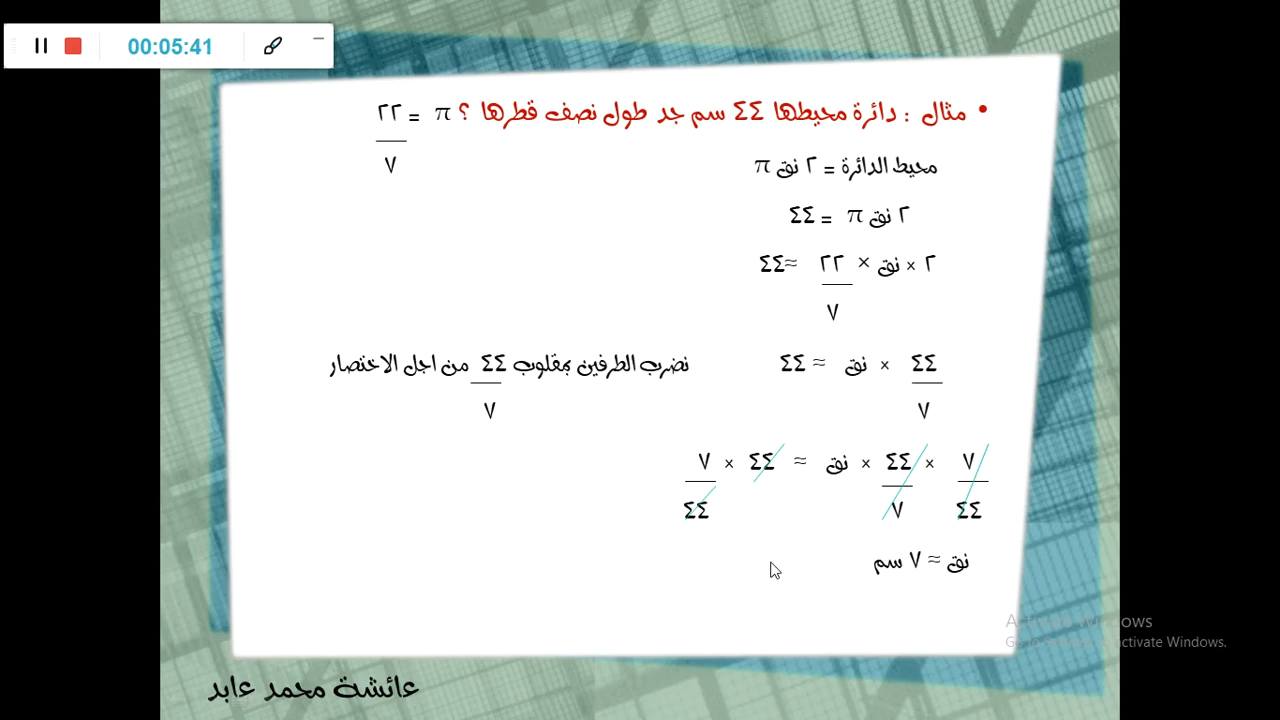 00:05:41
• مثال : دائرة محيطها ٤٤ سم جد طول نصف قطرها ؟ π = ٢٢
٧
محيط الدائرة = ٢ نق π
٢ نق π = ٤٤
٢ × نق × ٢٢ ≈ ٤٤
٧
٤٤ × نق ≈ ٤٤ نضرب الطرفين بمقلوب ٤٤ من اجل الاختصار
٧ ٧
٧ × ٤٤ × نق ≈ ٤٤ × ٧
٤٤ ٧ ٤٤
نق ≈ ٧ سم
عائشة محمد عابد